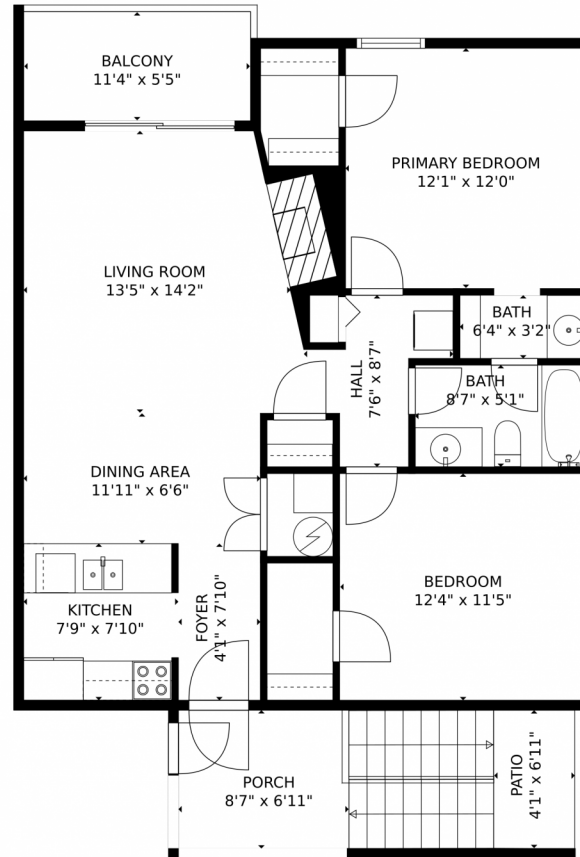 BALCONY
11'4" x 5'5"
PRIMARY BEDROOM
12'1" x 12'0"
LIVING ROOM
13'5" x 14'2"
BATH
6'4" x 3'2"
HALL
7'6" x 8'7"
BATH
8'7" x 5'1"
DINING AREA
11'11" x 6'6"
BEDROOM
12'4" x 11'5"
KITCHEN
7'9" x 7'10"
FOYER
4'1" x 7'10"
PORCH
8'7" x 6'11"
PATIO
4'1" x 6'11"